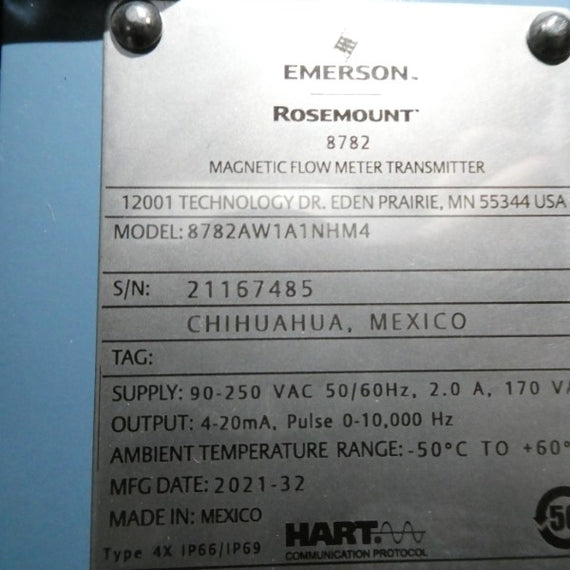 EMERSON™
ROSEMOUNT™
8782
MAGNETIC FLOW METER TRANSMITTER
12001 TECHNOLOGY DR. EDEN PRAIRIE, MN 55344 USA
MODEL: 8782AW1A1NHM4
S/N: 21167485
CHIHUAHUA, MEXICO
TAG:
SUPPLY: 90-250 VAC 50/60Hz, 2.0 A, 170 VA
OUTPUT: 4-20mA, Pulse 0-10,000 Hz
AMBIENT TEMPERATURE RANGE: -50°C TO +60°
MFG DATE: 2021-32
MADE IN: MEXICO
Type 4X IP66/IP69
HART
COMMUNICATION PROTOCOL
50